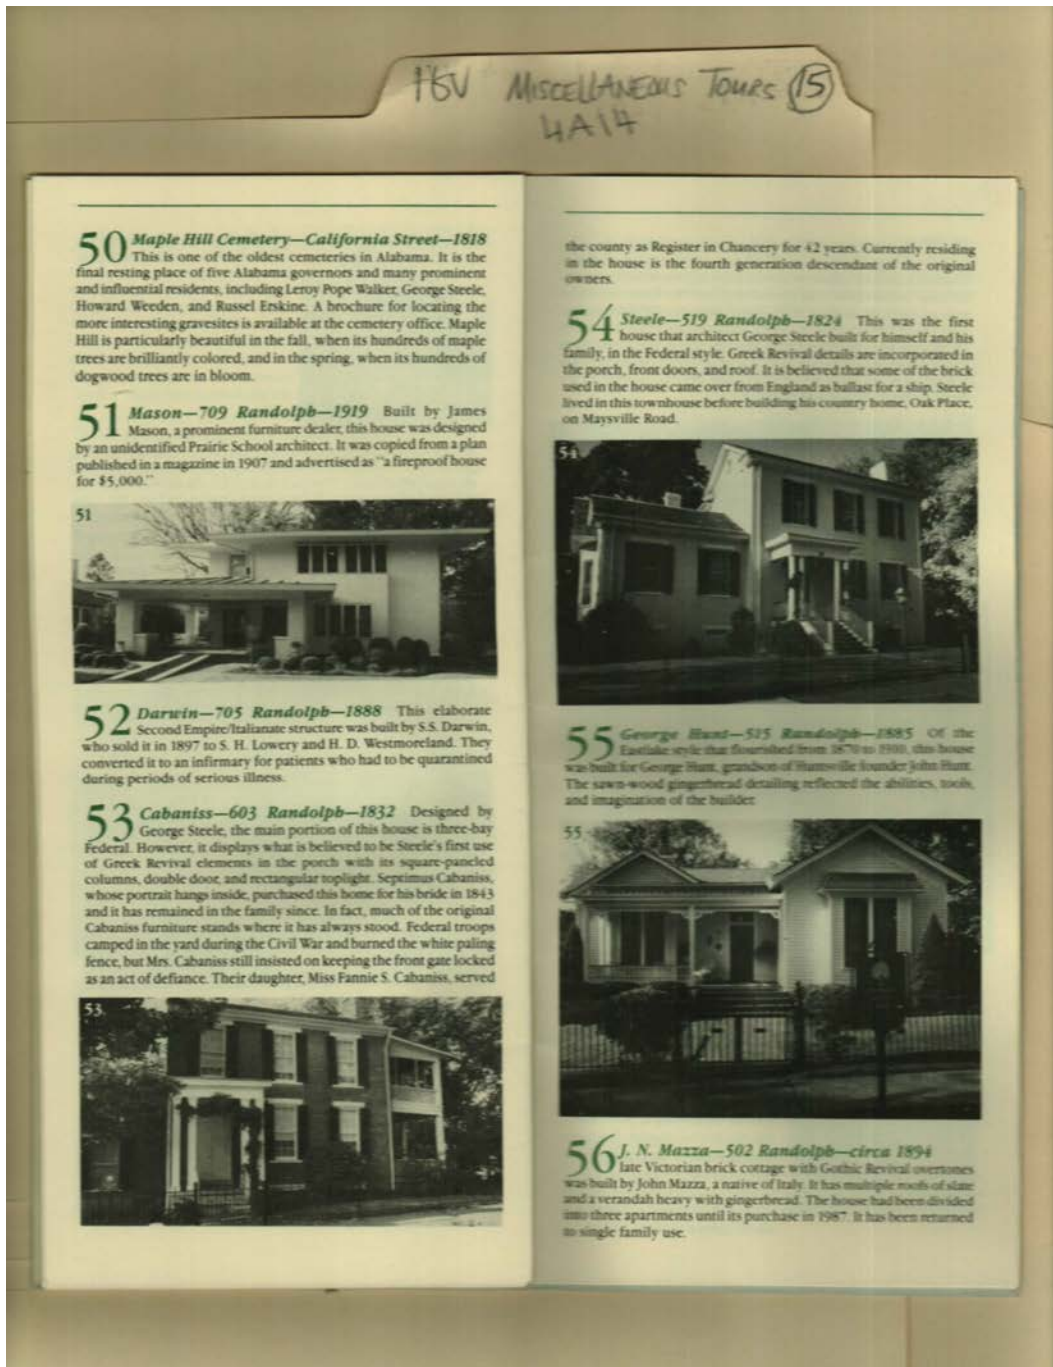 HSV MISCELLANEOUS TOURS 15
4A14
50 Maple Hill Cemetery—California Street—1818
This is one of the oldest cemeteries in Alabama. It is the
final resting place of five Alabama governors and many prominent
and influential residents, including Leroy Pope Walker, George Steele,
Howard Weeden, and Russel Erskine. A brochure for locating the
more interesting gravesites is available at the cemetery office. Maple
Hill is particularly beautiful in the fall, when its hundreds of maple
trees are brilliantly colored, and in the spring, when its hundreds of
dogwood trees are in bloom.
51 Mason—709 Randolph—1919 Built by James
Mason, a prominent furniture dealer, this house was designed
by an unidentified Prairie School architect. It was copied from a plan
published in a magazine in 1907 and advertised as "a fireproof house
for $5,000."
51
52 Darwin—705 Randolph—1888 This elaborate
Second Empire/Italianate structure was built by S.S. Darwin,
who sold it in 1897 to S. H. Lowery and H. D. Westmoreland. They
converted it to an infirmary for patients who had to be quarantined
during periods of serious illness.
53 Cabaniss—603 Randolph—1832 Designed by
George Steele, the main portion of this house is three-bay
Federal. However, it displays what is believed to be Steele's first use
of Greek Revival elements in the porch with its square-paneled
columns, double door, and rectangular toplight. Septimus Cabaniss,
whose portrait hangs inside, purchased this home for his bride in 1843
and it has remained in the family since. In fact, much of the original
Cabaniss furniture stands where it has always stood. Federal troops
camped in the yard during the Civil War and burned the white paling
fence, but Mrs. Cabaniss still insisted on keeping the front gate locked
as an act of defiance. Their daughter, Miss Fannie S. Cabaniss, served
53
the county as Register in Chancery for 42 years. Currently residing
in the house is the fourth generation descendant of the original
owners.
54 Steele—519 Randolph—1824 This was the first
house that architect George Steele built for himself and his
family, in the Federal style. Greek Revival details are incorporated in
the porch, front doors, and roof. It is believed that some of the brick
used in the house came over from England as ballast for a ship. Steele
lived in this townhouse before building his country home, Oak Place,
on Maysville Road.
54
55 George Hunt—515 Randolph—1885 Of the
Eastlake style that flourished from 1870 to 1910, this house
was built for George Hunt, grandson of Huntsville founder John Hunt.
The sawn-wood gingerbread detailing reflected the abilities, tools,
and imagination of the builder.
55
56 J. N. Mazza—502 Randolph—circa 1894
late Victorian brick cottage with Gothic Revival overtones
was built by John Mazza, a native of Italy. It has multiple roofs of slate
and a verandah heavy with gingerbread. The house had been divided
into three apartments until its purchase in 1987. It has been returned
to single family use.